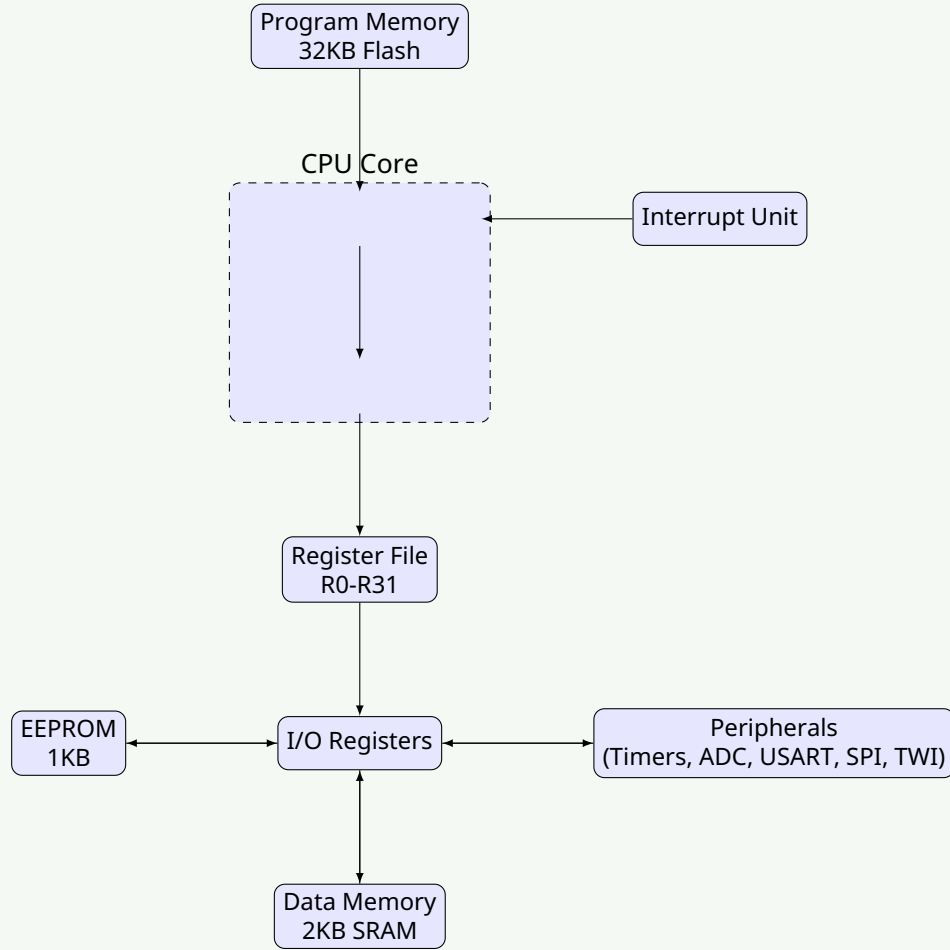 Program Memory
32KB Flash
CPU Core
Interrupt Unit
Register File
R0-R31
EEPROM
1KB
I/O Registers
Peripherals
(Timers, ADC, USART, SPI, TWI)
Data Memory
2KB SRAM